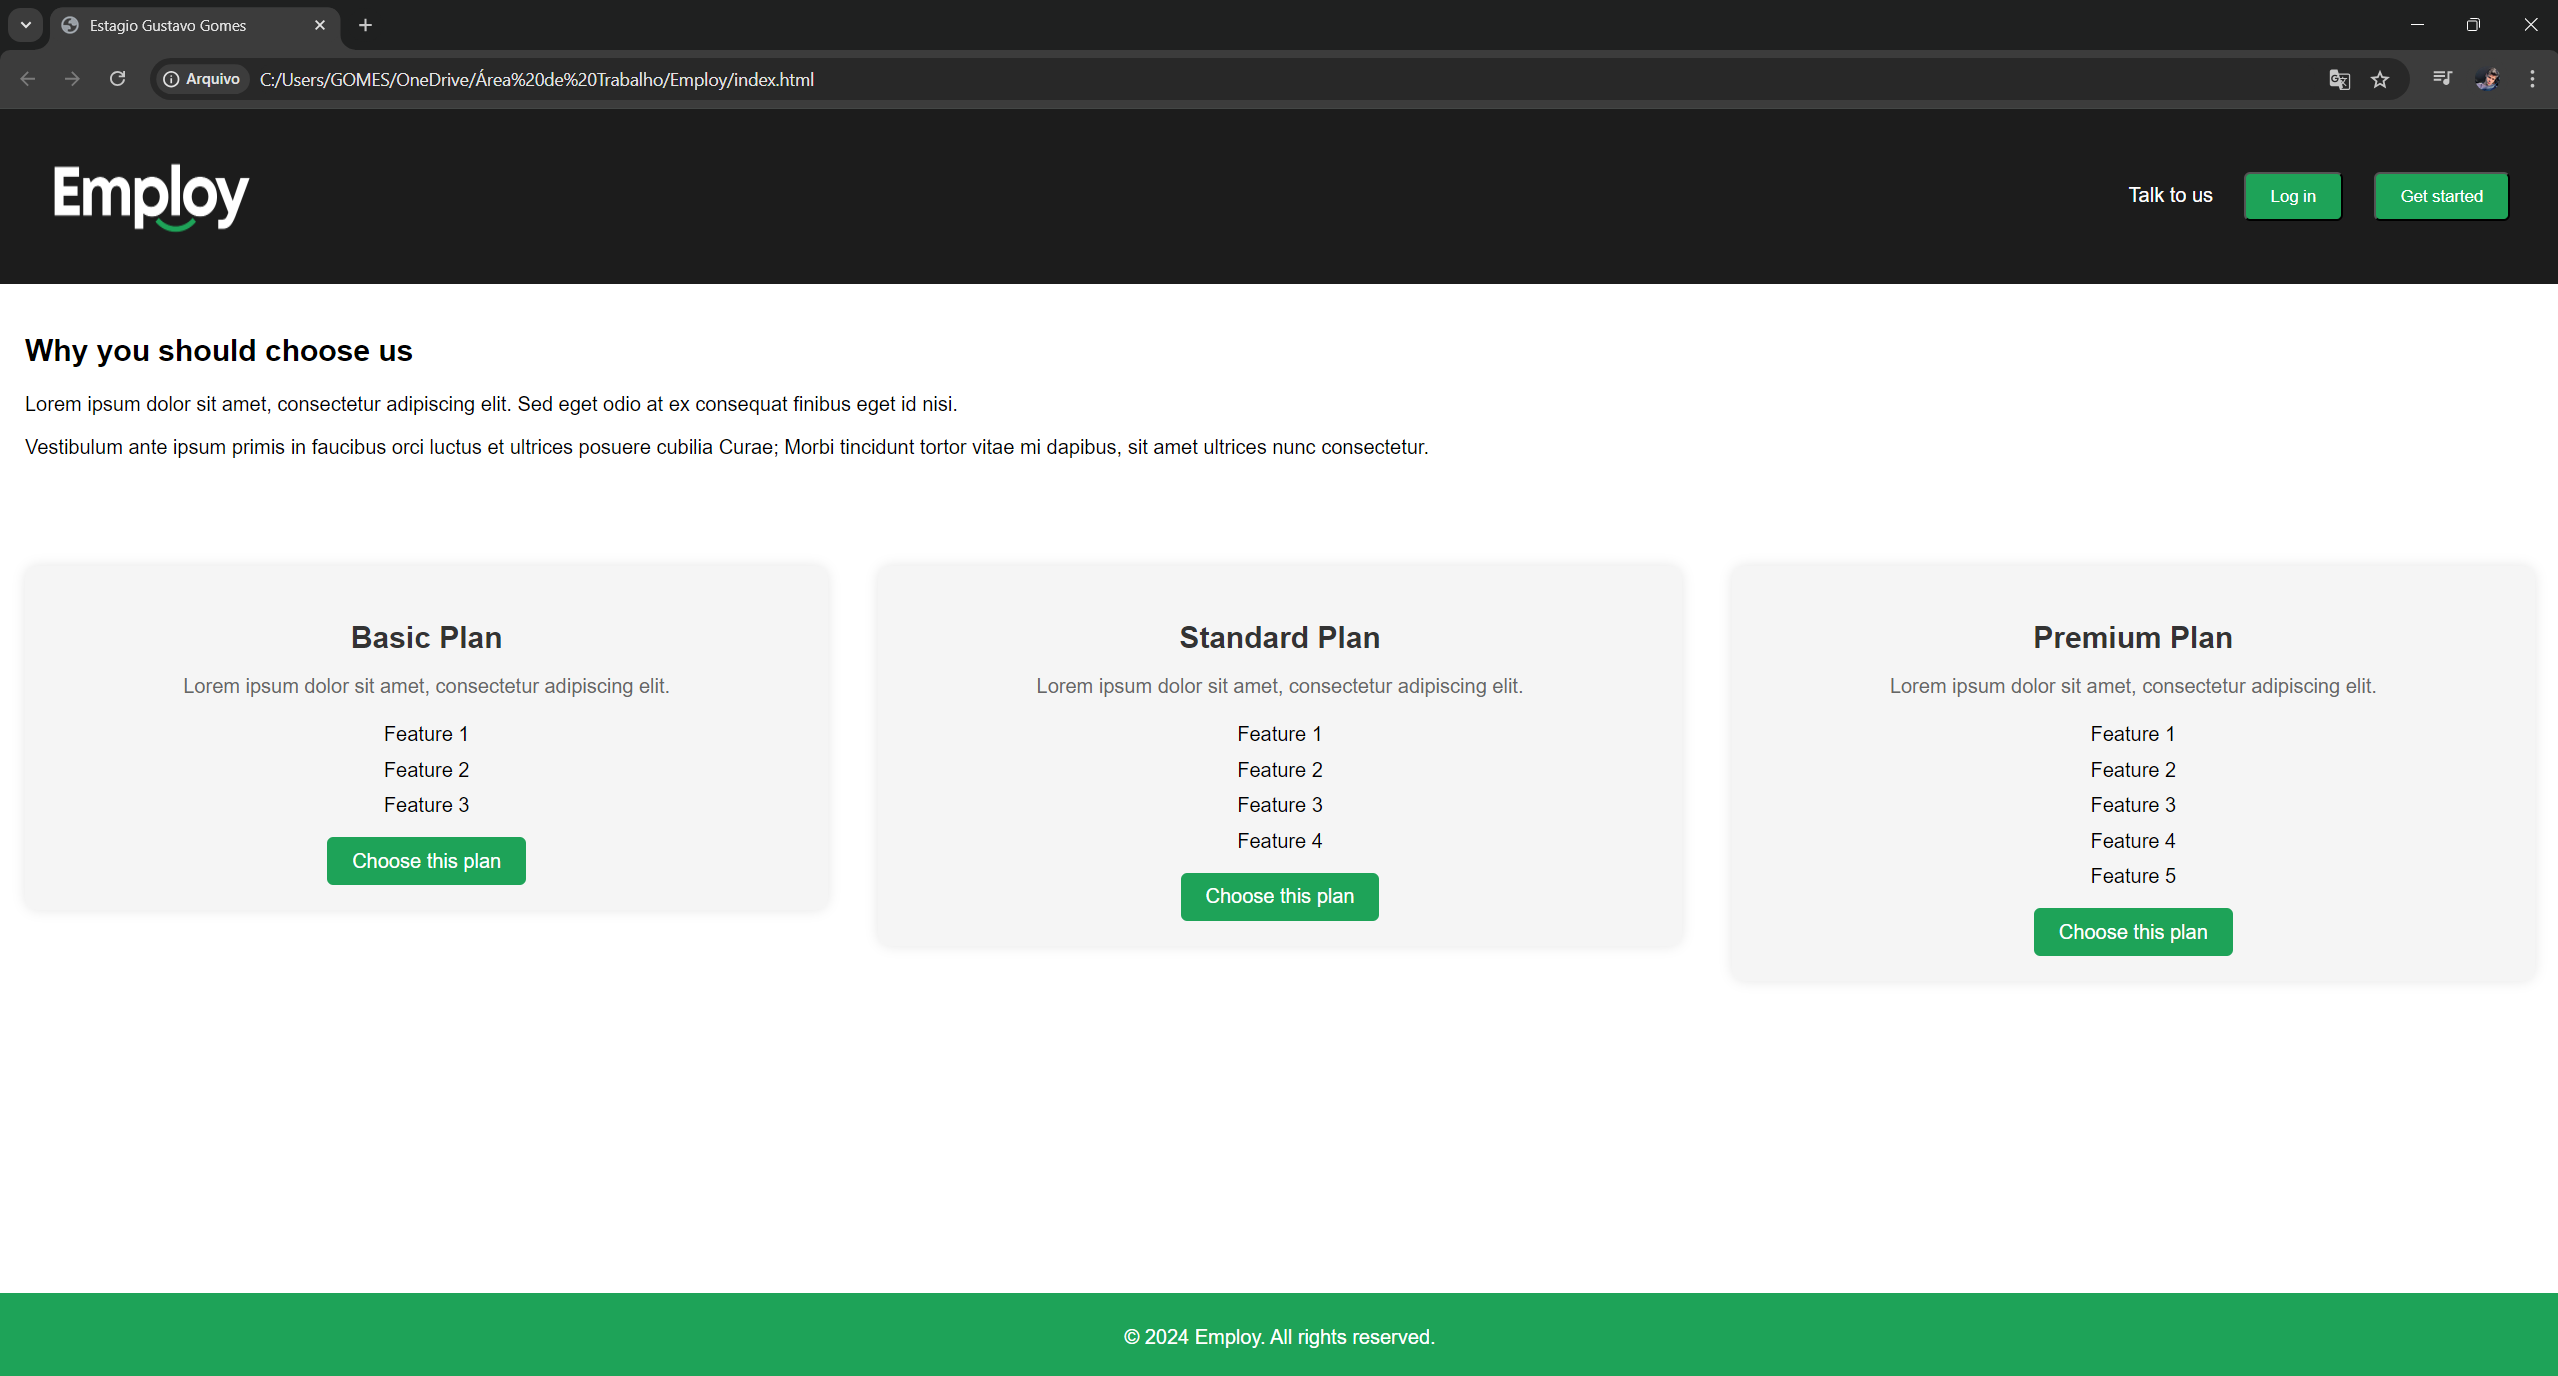 Estagio Gustavo Gomes
Arquivo C:/Users/GOMES/OneDrive/Área%20de%20Trabalho/Employ/index.html
Employ
Talk to us
Log in
Get started
Why you should choose us
Lorem ipsum dolor sit amet, consectetur adipiscing elit. Sed eget odio at ex consequat finibus eget id nisi.
Vestibulum ante ipsum primis in faucibus orci luctus et ultrices posuere cubilia Curae; Morbi tincidunt tortor vitae mi dapibus, sit amet ultrices nunc consectetur.
Basic Plan
Lorem ipsum dolor sit amet, consectetur adipiscing elit.
Feature 1
Feature 2
Feature 3
Choose this plan
Standard Plan
Lorem ipsum dolor sit amet, consectetur adipiscing elit.
Feature 1
Feature 2
Feature 3
Feature 4
Choose this plan
Premium Plan
Lorem ipsum dolor sit amet, consectetur adipiscing elit.
Feature 1
Feature 2
Feature 3
Feature 4
Feature 5
Choose this plan
© 2024 Employ. All rights reserved.